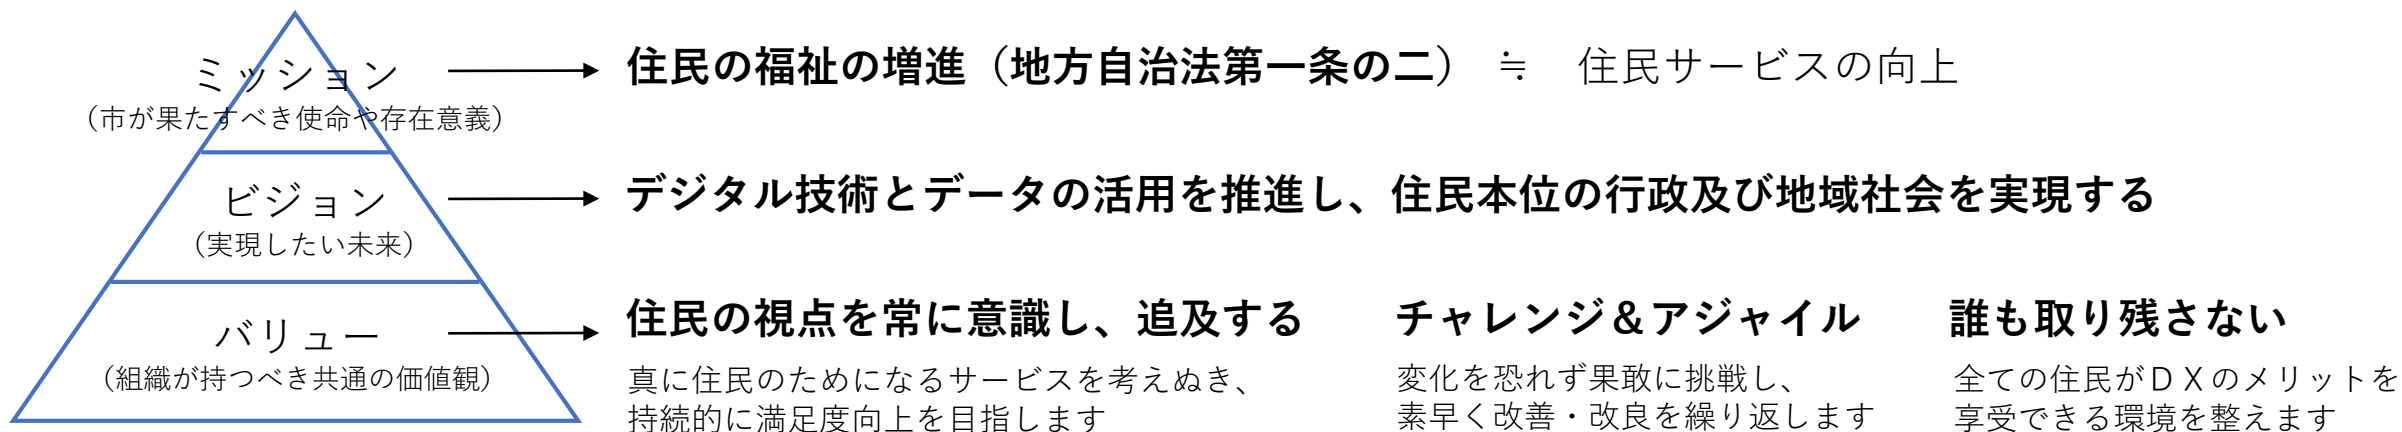 ミッション
（市が果たすべき使命や存在意義）
住民の福祉の増進（地方自治法第一条の二） ≒ 住民サービスの向上
ビジョン
（実現したい未来）
デジタル技術とデータの活用を推進し、住民本位の行政及び地域社会を実現する
バリュー
（組織が持つべき共通の価値観）
住民の視点を常に意識し、追及する
真に住民のためになるサービスを考えぬき、
持続的に満足度向上を目指します
チャレンジ＆アジャイル
変化を恐れず果敢に挑戦し、
素早く改善・改良を繰り返します
誰も取り残さない
全ての住民がＤＸのメリットを
享受できる環境を整えます